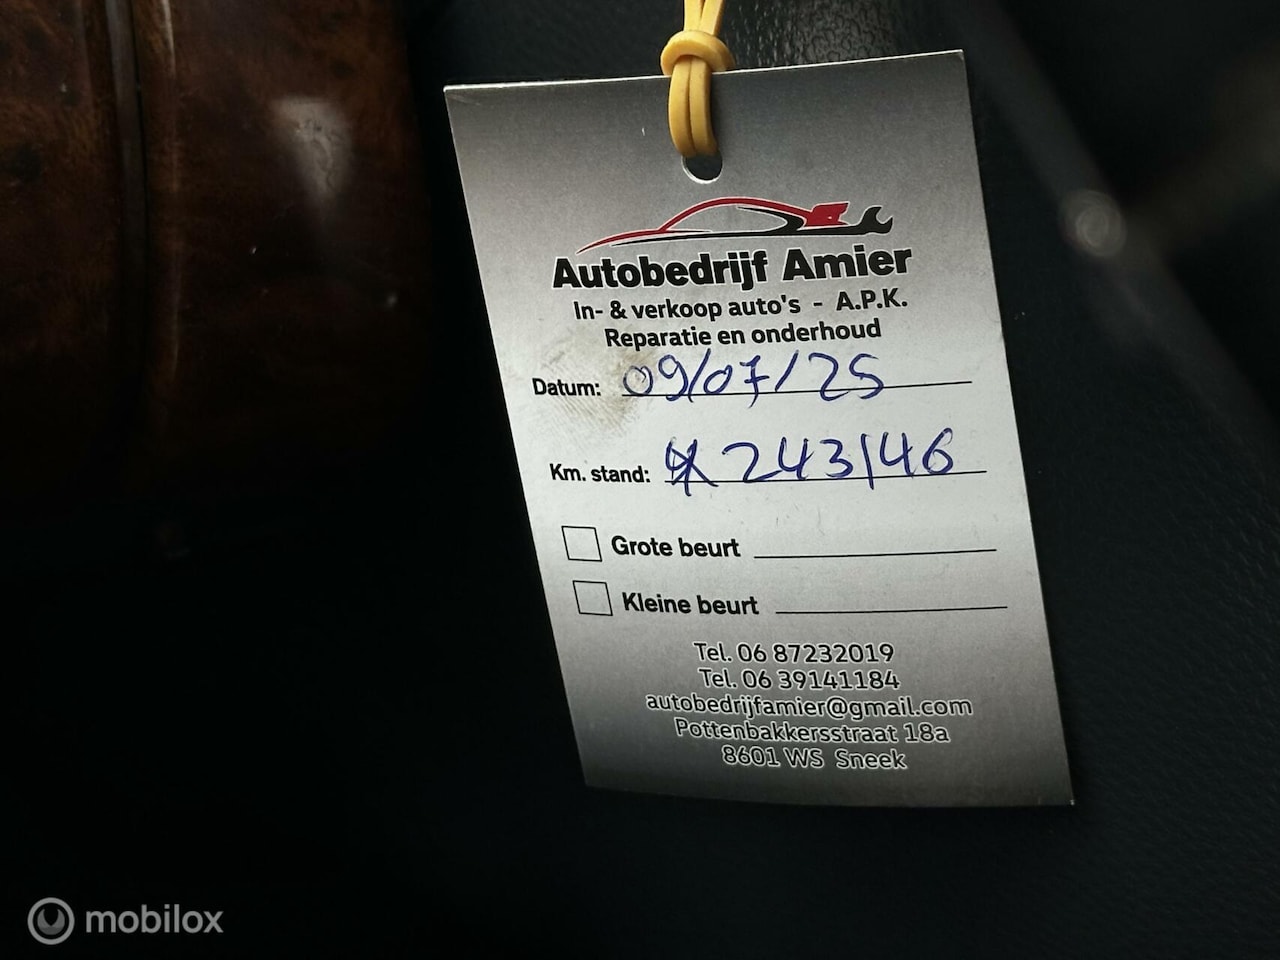 Autobedrijf Amier
In- & verkoop auto's - A.P.K.
Reparatie en onderhoud
Datum: 09/07/25
Km. stand: 243146
Grote beurt
Kleine beurt
Tel. 06 87232019
Tel. 06 39141184
autobedrijfamier@gmail.com
Pottenbakkersstraat 18a
8601 WS Sneek
mobilox